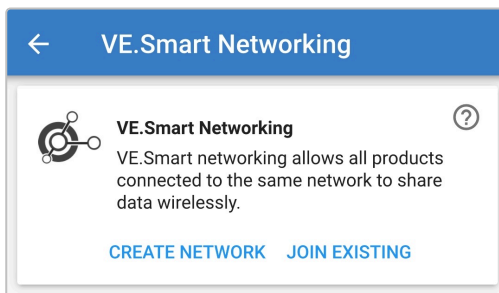 VE.Smart Networking
VE.Smart Networking
VE.Smart networking allows all products
connected to the same network to share
data wirelessly.
CREATE NETWORK JOIN EXISTING